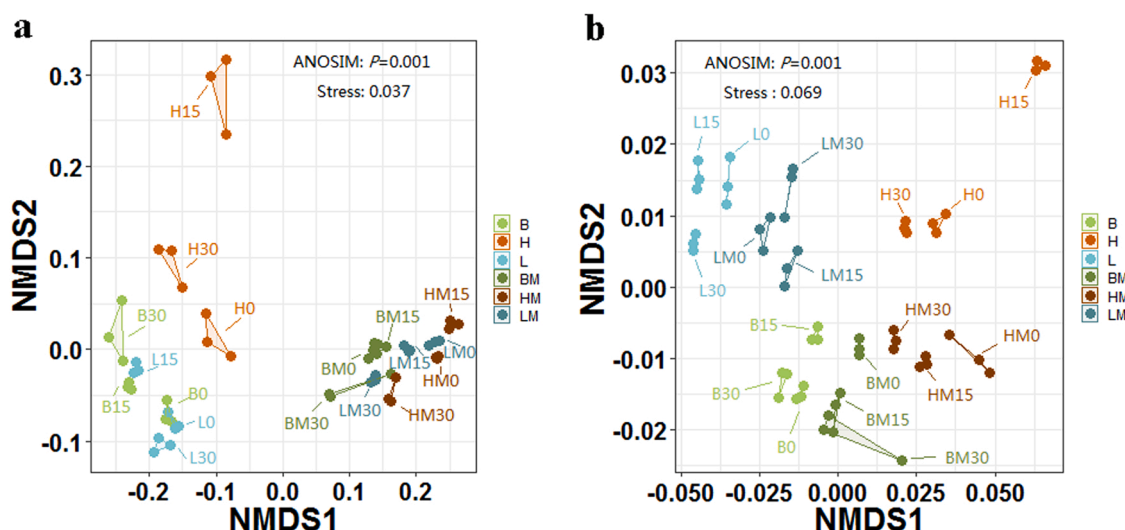 a
ANOSIM: P=0.001
Stress: 0.037
0.3
0.2
0.1
0.0
-0.1
NMDS2
H15
H30
H0
B30
L15
B15
B0
L0
L30
BM15
HM15
BM0
LM15
LM0
HM0
BM30
LM30
HM30
-0.2
-0.1
0.0
0.1
0.2
NMDS1
B
H
L
BM
HM
LM
b
ANOSIM: P=0.001
Stress : 0.069
0.03
0.02
0.01
0.00
-0.01
-0.02
NMDS2
H15
L15
L0
LM30
H30
H0
LM0
LM15
L30
B15
HM30
HM0
BM0
HM15
B30
B0
BM15
BM30
-0.050
-0.025
0.000
0.025
0.050
NMDS1
B
H
L
BM
HM
LM